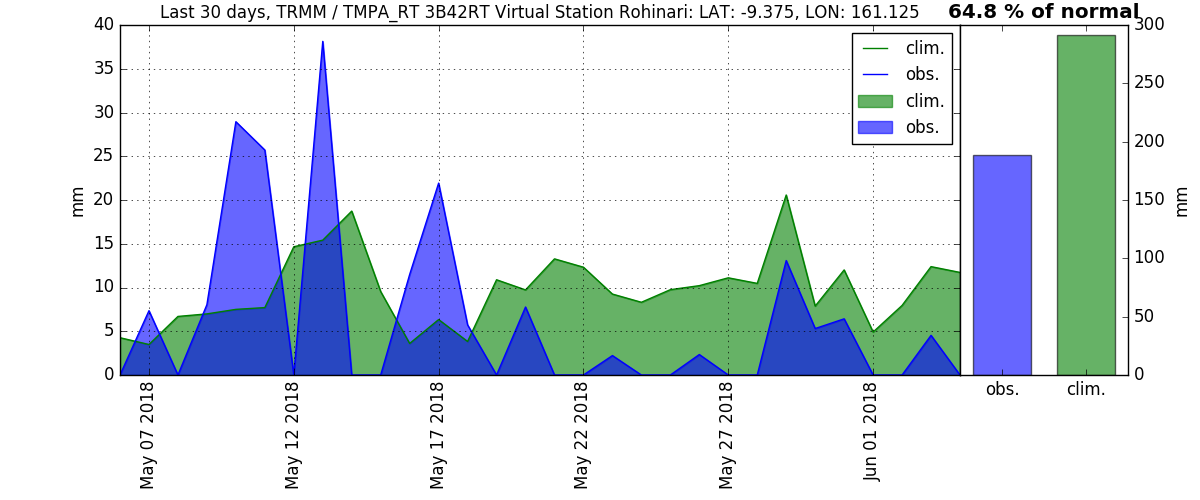 Last 30 days, TRMM / TMPA_RT 3B42RT Virtual Station Rohinari: LAT: -9.375, LON: 161.125
64.8 % of normal
40
35
30
25
20
15
10
5
0
mm
May 07 2018
May 12 2018
May 17 2018
May 22 2018
May 27 2018
Jun 01 2018
clim.
obs.
clim.
obs.
300
250
200
150
100
50
0
mm
obs.
clim.